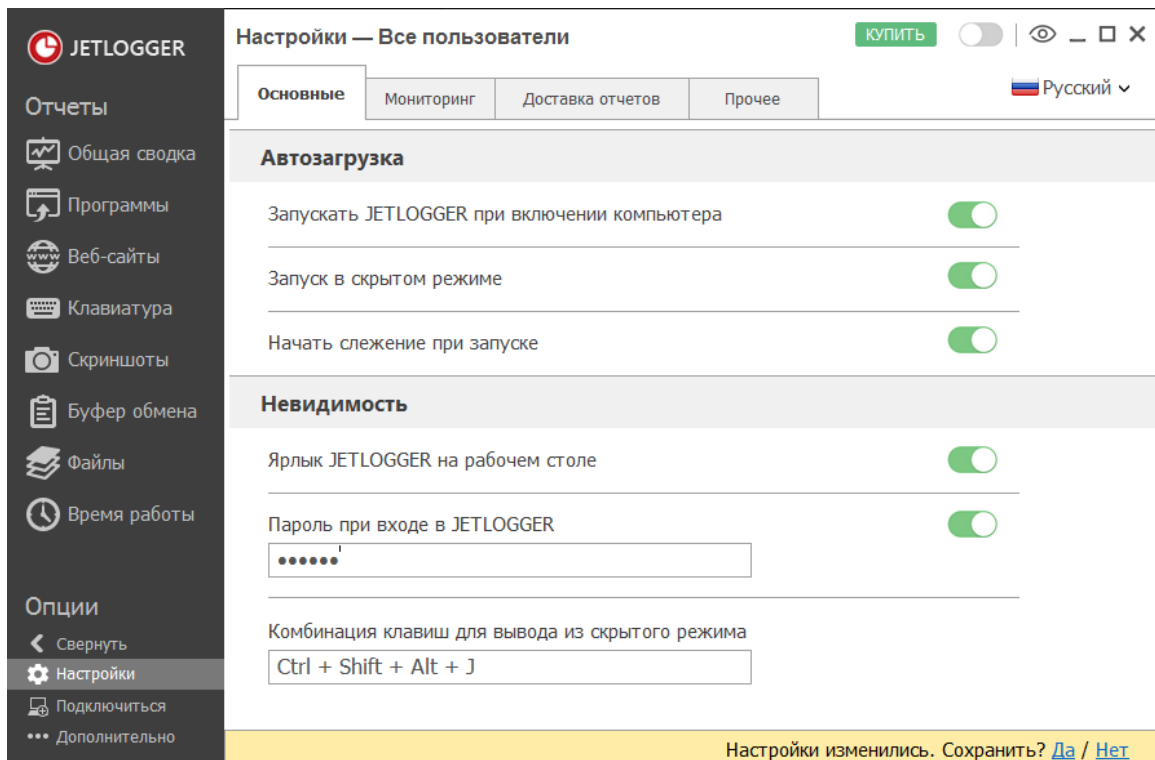 JETLOGGER
Отчеты
Общая сводка
Программы
Веб-сайты
Клавиатура
Скриншоты
Буфер обмена
Файлы
Время работы
Опции
Свернуть
Настройки
Подключиться
Дополнительно
Настройки — Все пользователи
КУПИТЬ
Основные
Мониторинг
Доставка отчетов
Прочее
Русский
Автозагрузка
Запускать JETLOGGER при включении компьютера
Запуск в скрытом режиме
Начать слежение при запуске
Невидимость
Ярлык JETLOGGER на рабочем столе
Пароль при входе в JETLOGGER
••••••
Комбинация клавиш для вывода из скрытого режима
Ctrl + Shift + Alt + J
Настройки изменились. Сохранить? Да / Нет